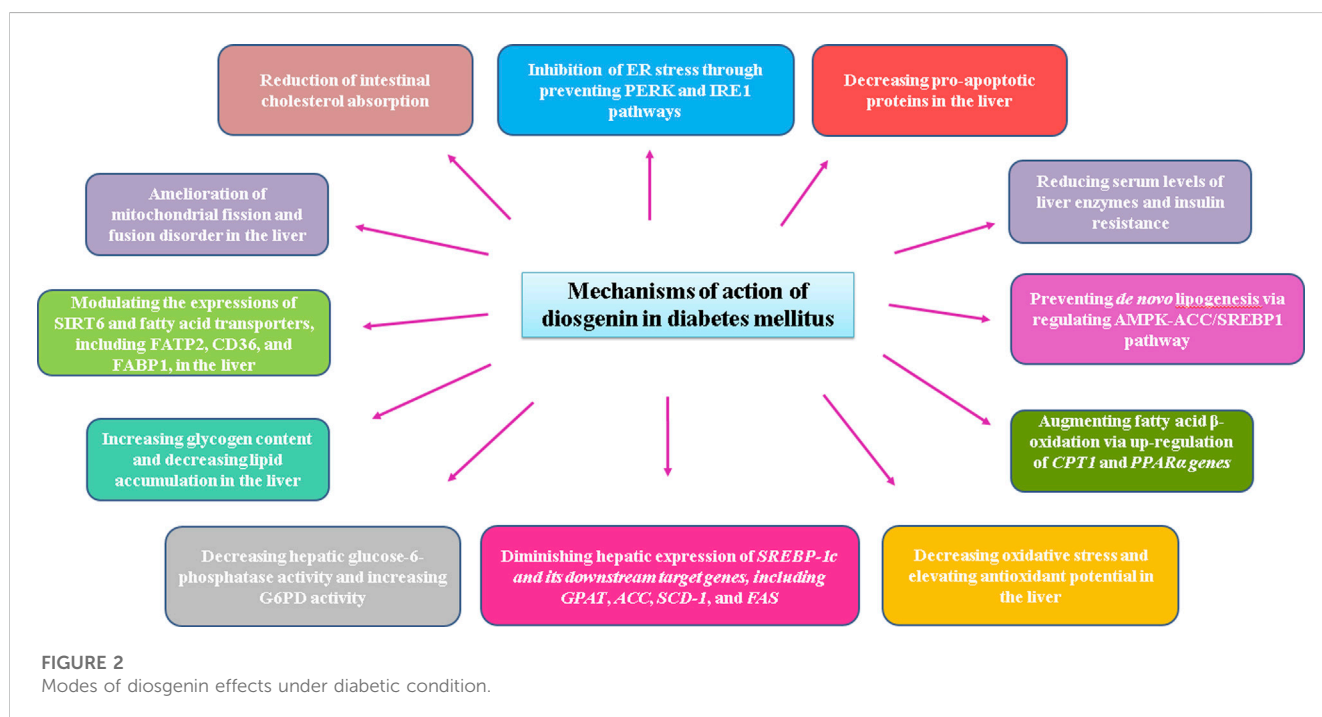 Reduction of intestinal
cholesterol absorption
Inhibition of ER stress through
preventing PERK and IRE1
pathways
Decreasing pro-apoptotic
proteins in the liver
Amelioration of
mitochondrial fission and
fusion disorder in the liver
Reducing serum levels of
liver enzymes and insulin
resistance
Mechanisms of action of
diosgenin in diabetes mellitus
Modulating the expressions of
SIRT6 and fatty acid transporters,
including FATP2, CD36, and
FABP1, in the liver
Preventing de novo lipogenesis via
regulating AMPK-ACC/SREBP1
pathway
Increasing glycogen content
and decreasing lipid
accumulation in the liver
Augmenting fatty acid β-
oxidation via up-regulation
of CPT1 and PPARα genes
Decreasing hepatic glucose-6-
phosphatase activity and increasing
G6PD activity
Diminishing hepatic expression of SREBP-1c
and its downstream target genes, including
GPAT, ACC, SCD-1, and FAS
Decreasing oxidative stress and
elevating antioxidant potential in
the liver
FIGURE 2
Modes of diosgenin effects under diabetic condition.